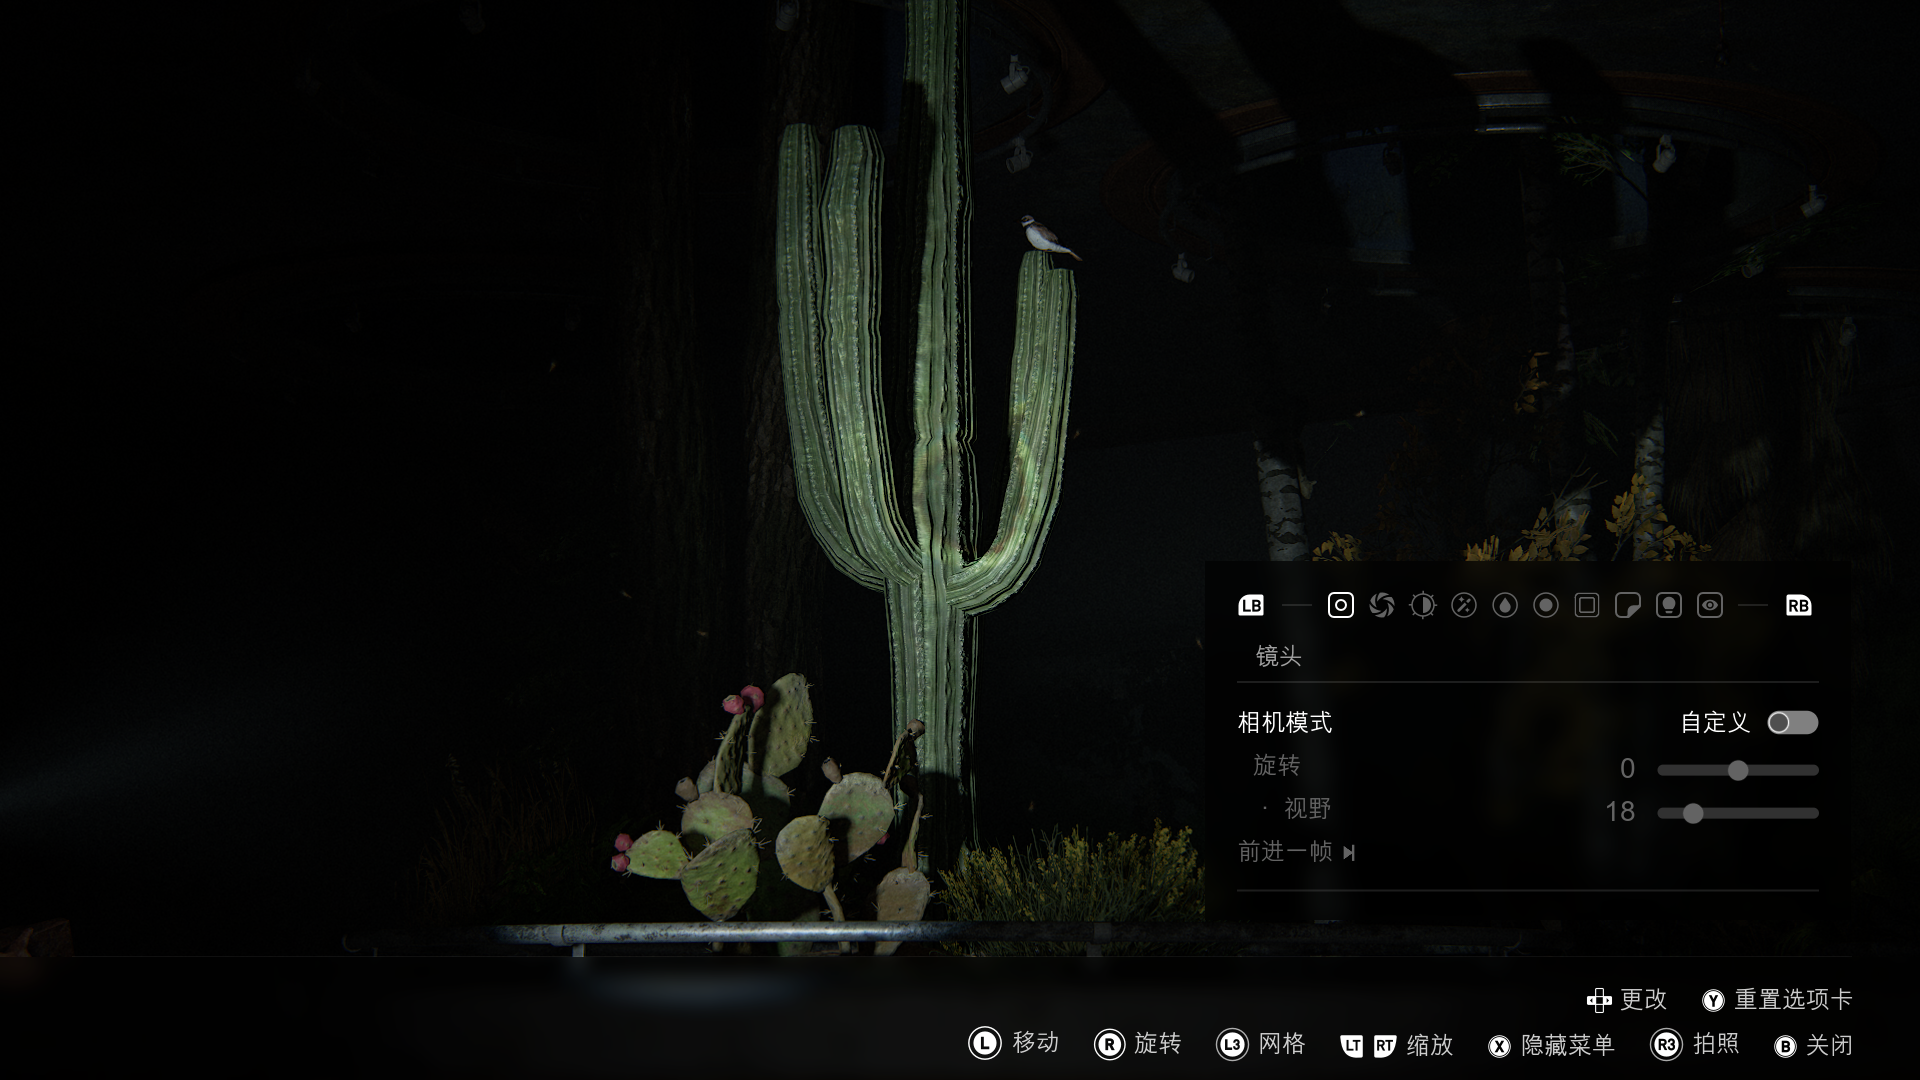 LB RB
镜头
相机模式 自定义
旋转 0
· 视野 18
前进一帧
更改 Y 重置选项卡
L 移动 R 旋转 L3 网格 LT RT 缩放 X 隐藏菜单 R3 拍照 B 关闭